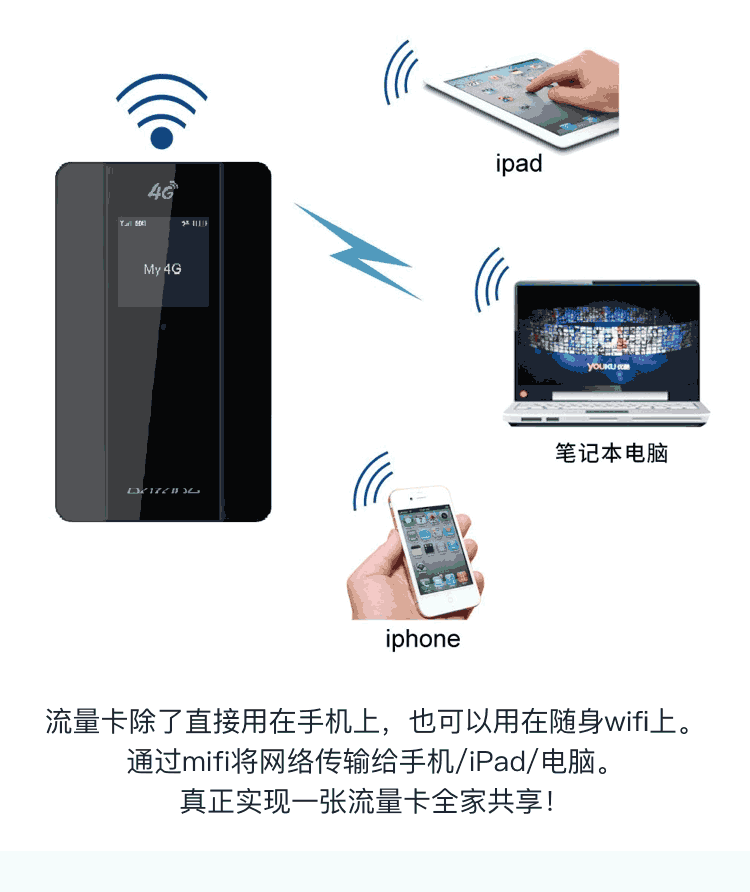 ipad
4G
My 4G
YOUKU 优酷
笔记本电脑
iphone
流量卡除了直接用在手机上，也可以用在随身wifi上。
通过mifi将网络传输给手机/iPad/电脑。
真正实现一张流量卡全家共享！